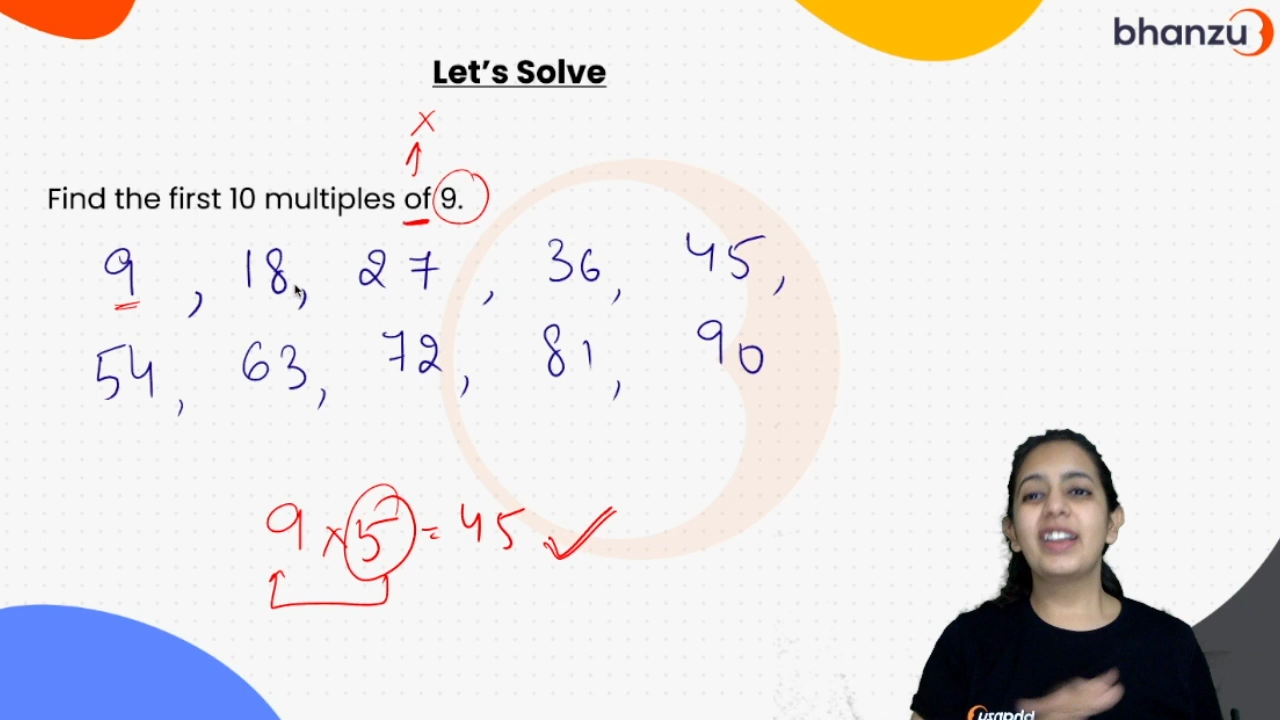 bhanzu
Let's Solve
x
Find the first 10 multiples of 9.
9, 18, 27, 36, 45,
54, 63, 72, 81, 90
9 x 5 = 45